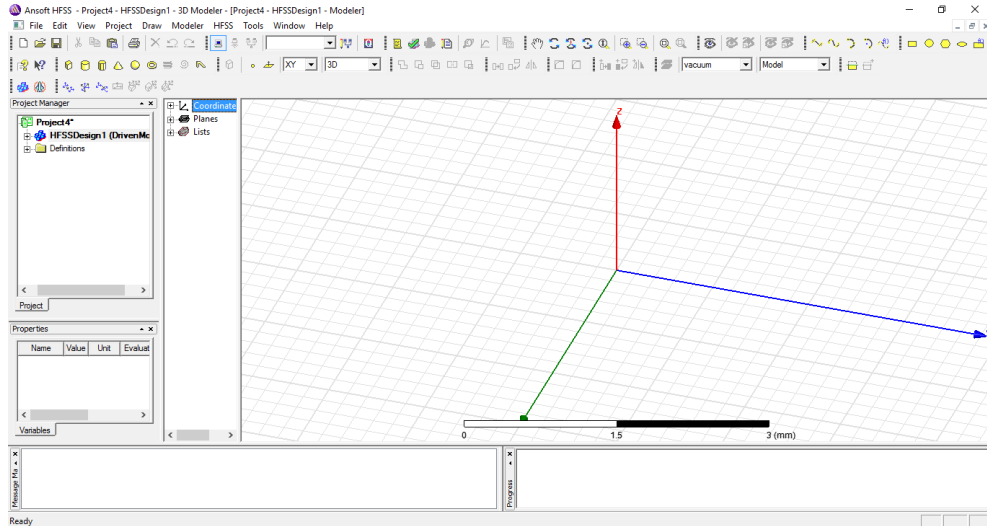 Ansoft HFSS - Project4 - HFSSDesign1 - 3D Modeler - [Project4 - HFSSDesign1 - Modeler]
File Edit View Project Draw Modeler HFSS Tools Window Help
XY 3D vacuum Model
Project Manager
Project4*
HFSSDesign1 (DrivenMo
Definitions
Project
Coordinate
Planes
Lists
Z
Properties
Name Value Unit Evaluat
Variables
0 1.5 3 (mm)
Message Ma
Progress
Ready